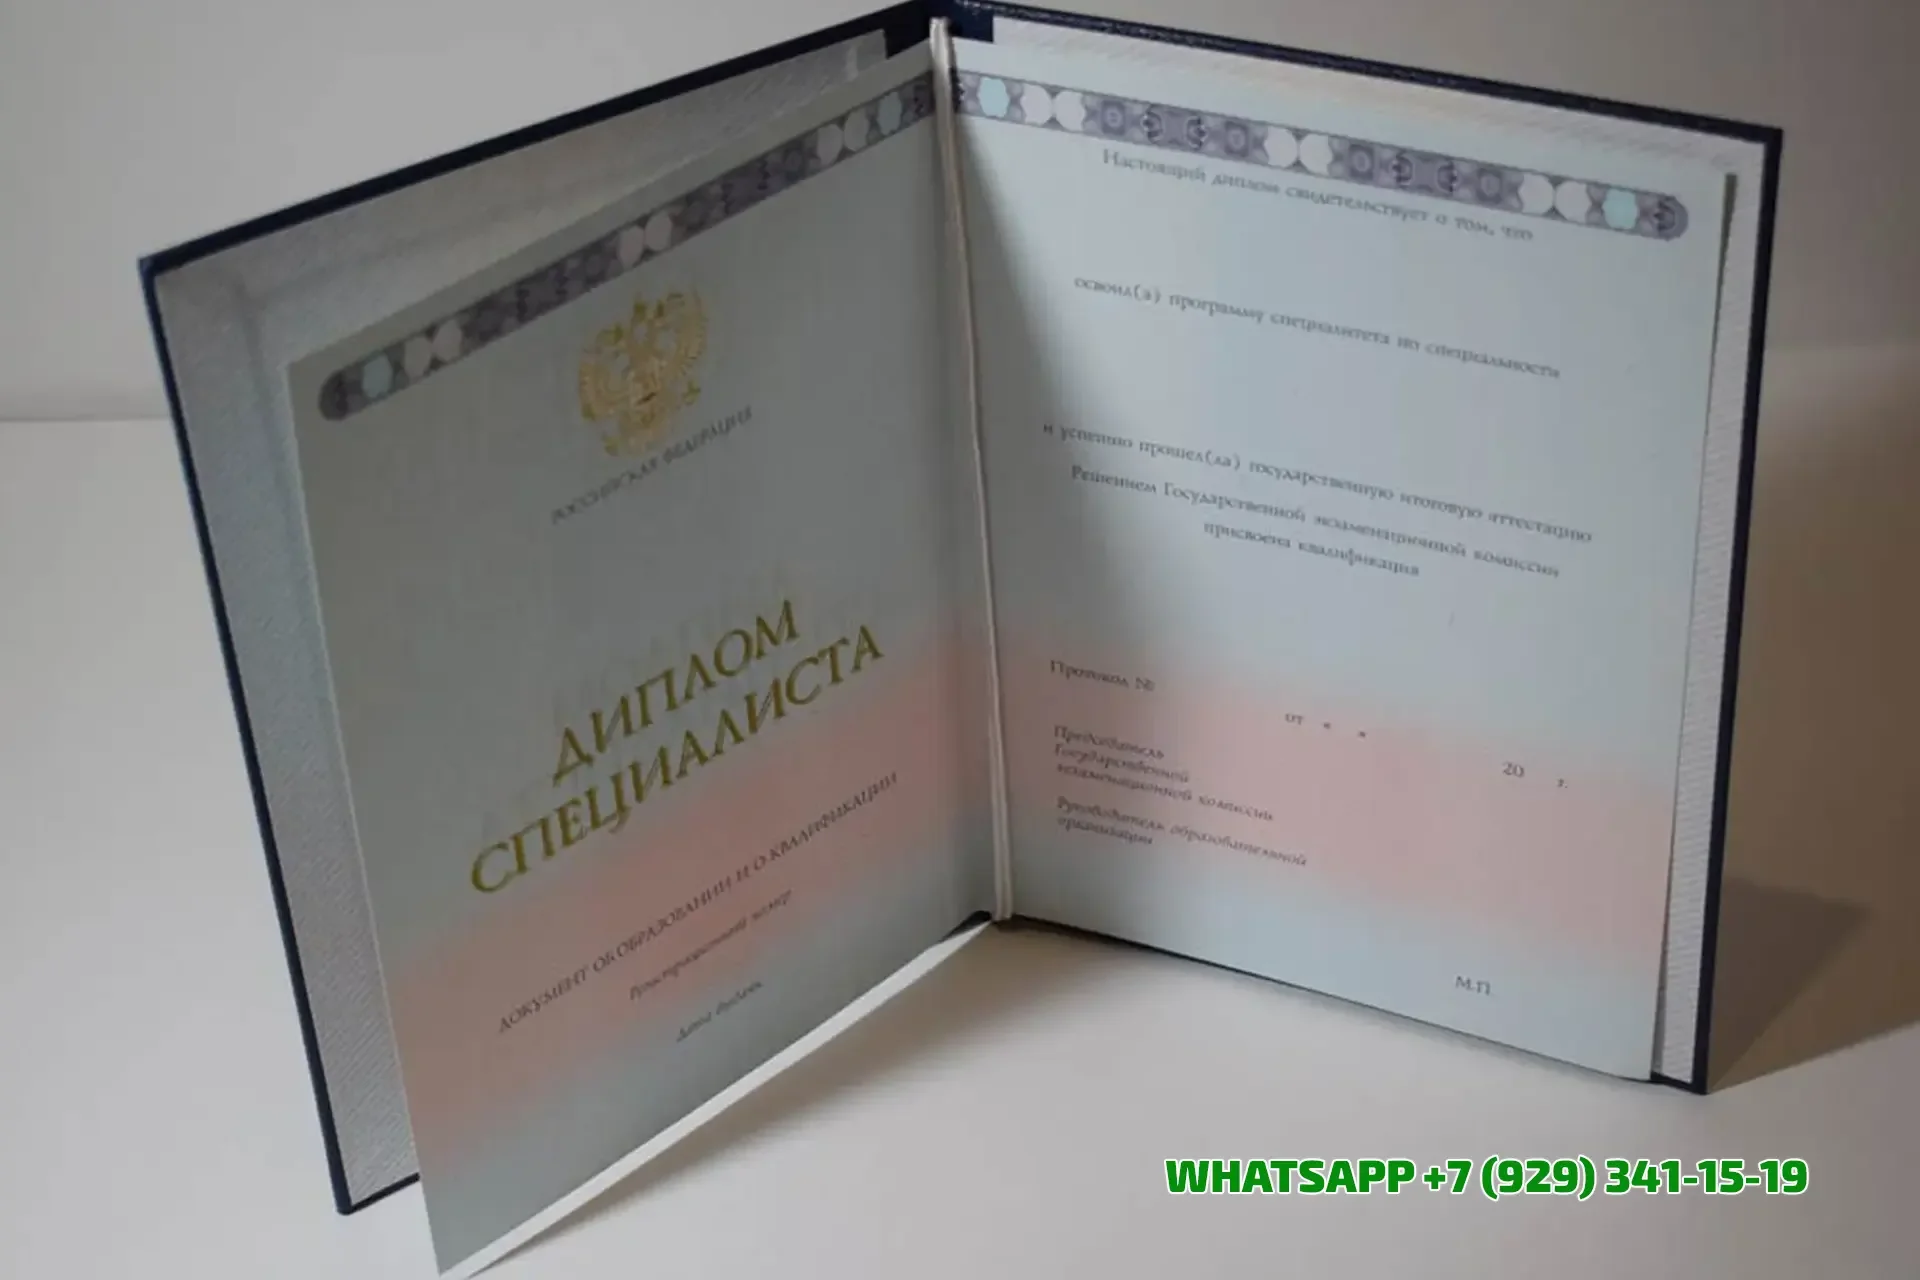 РОССИЙСКАЯ ФЕДЕРАЦИЯ
ДИПЛОМ
СПЕЦИАЛИСТА
ДОКУМЕНТ ОБ ОБРАЗОВАНИИ И О КВАЛИФИКАЦИИ
Регистрационный номер
Дата выдачи
Настоящий диплом свидетельствует о том, что
освоил(а) программу специалитета по специальности
и успешно прошел(ла) государственную итоговую аттестацию
Решением Государственной экзаменационной комиссии
присвоена квалификация
Протокол №
от « »
20 г.
Председатель
Государственной
экзаменационной комиссии
Руководитель образовательной
организации
М.П.
WHATSAPP +7 (929) 341-15-19